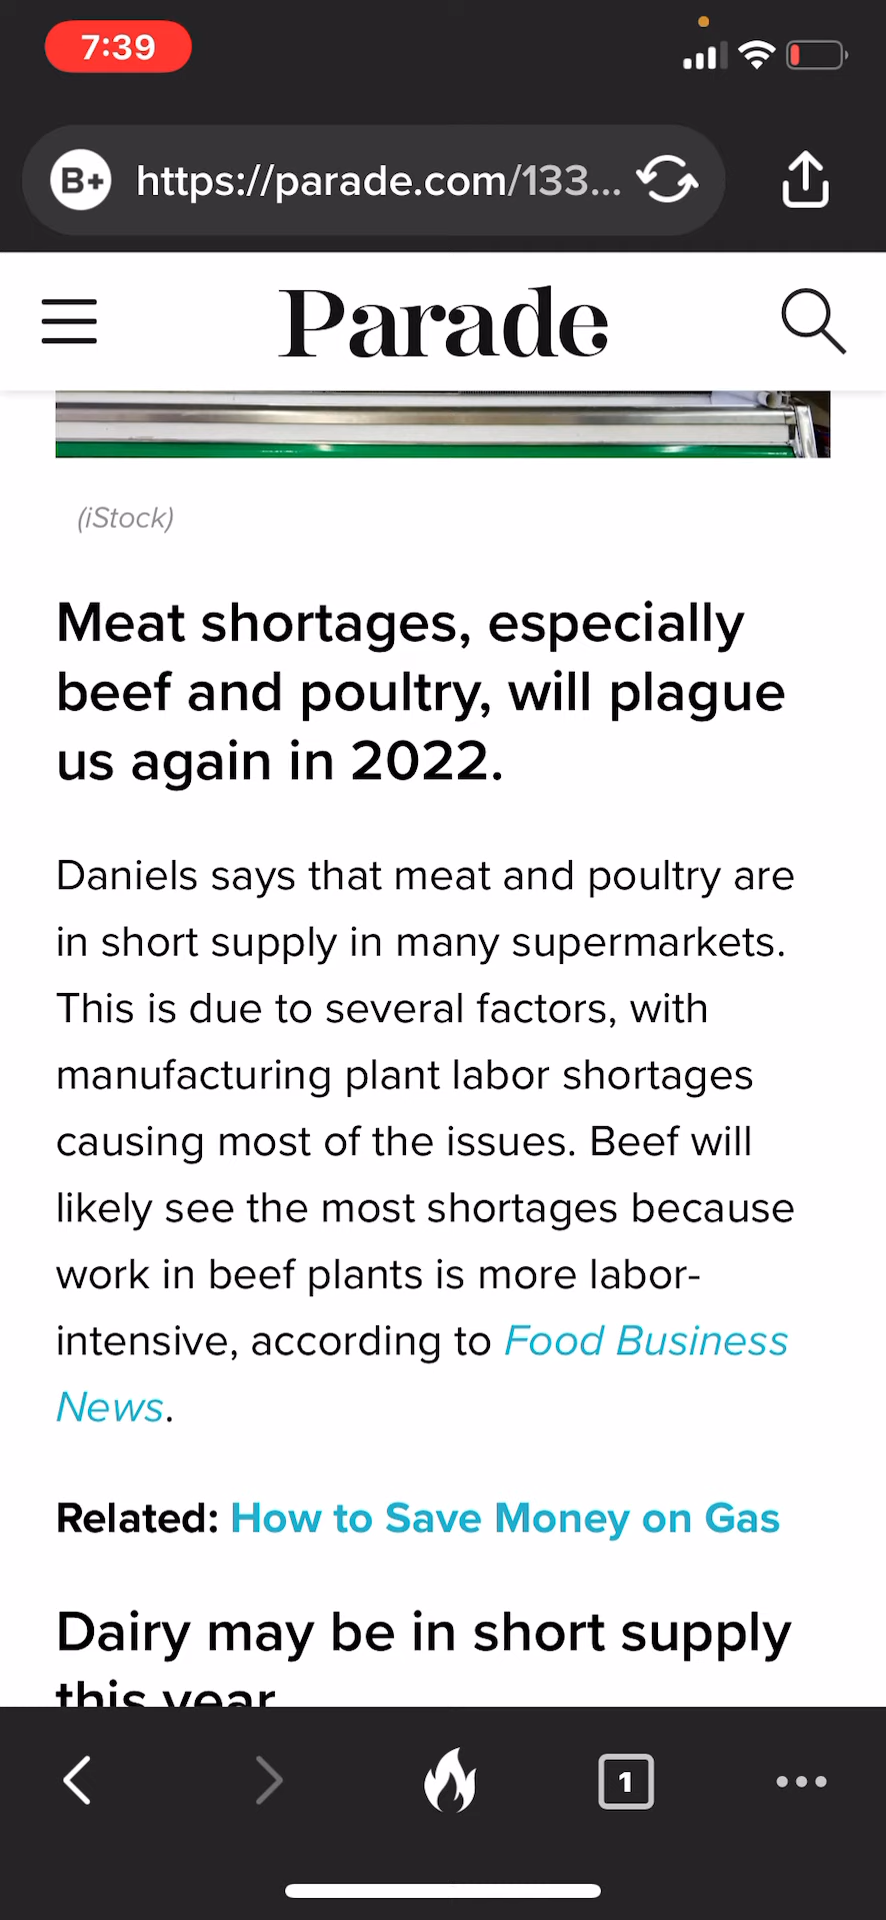 7:39
B+ https://parade.com/133...
Parade
(iStock)
Meat shortages, especially
beef and poultry, will plague
us again in 2022.
Daniels says that meat and poultry are
in short supply in many supermarkets.
This is due to several factors, with
manufacturing plant labor shortages
causing most of the issues. Beef will
likely see the most shortages because
work in beef plants is more labor-
intensive, according to Food Business
News.
Related: How to Save Money on Gas
Dairy may be in short supply
this year
1